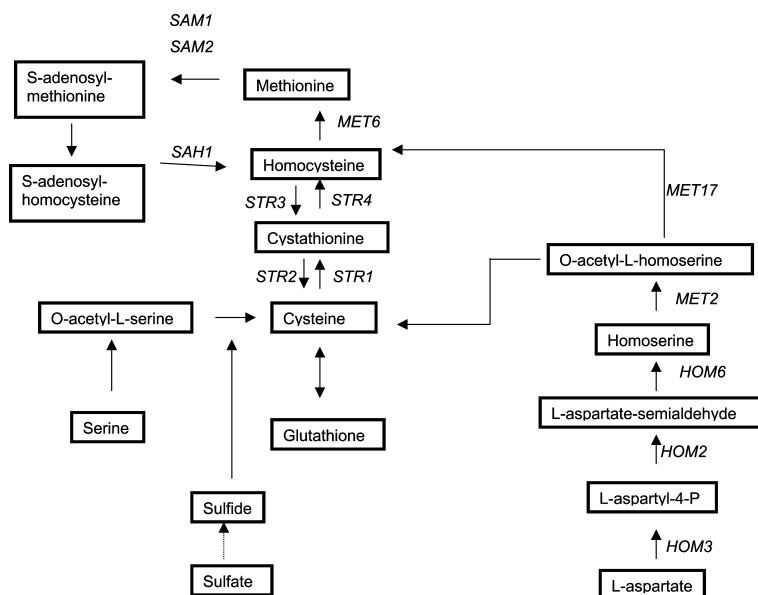 SAM1
SAM2
S-adenosyl-
methionine
Methionine
MET6
SAH1
Homocysteine
S-adenosyl-
homocysteine
MET17
STR3
STR4
Cystathionine
O-acetyl-L-homoserine
STR2
STR1
MET2
O-acetyl-L-serine
Cysteine
Homoserine
HOM6
L-aspartate-semialdehyde
Serine
Glutathione
HOM2
L-aspartyl-4-P
Sulfide
HOM3
Sulfate
L-aspartate